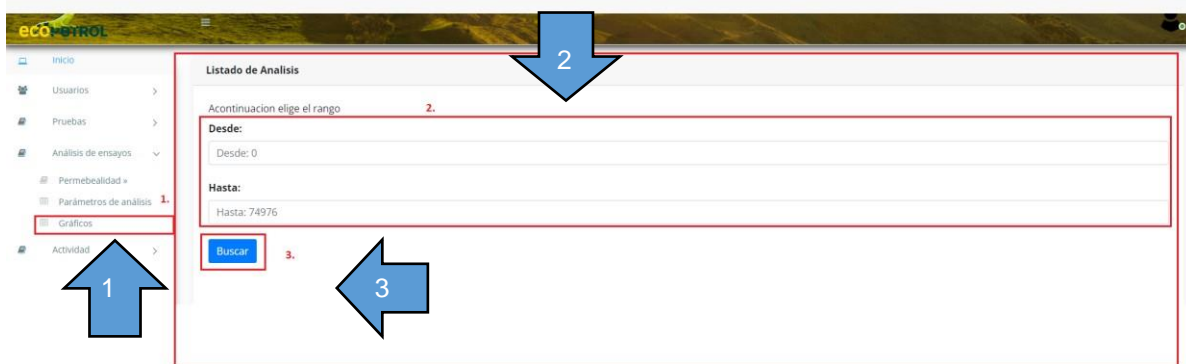 ecopetrol
Inicio
Usuarios
Pruebas
Análisis de ensayos
Permebealidad »
Parámetros de análisis 1.
Gráficos
Actividad
1
2
Listado de Analisis
Acontinuacion elige el rango 2.
Desde:
Desde: 0
Hasta:
Hasta: 74976
Buscar 3.
3